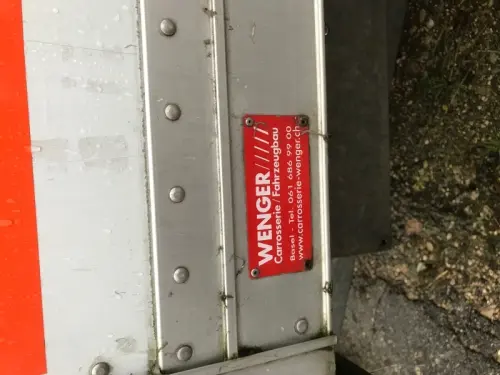 WENGER/////
Carrosserie / Fahrzeugbau
Basel - Tel. 061 686 99 00
www.carrosserie-wenger.ch